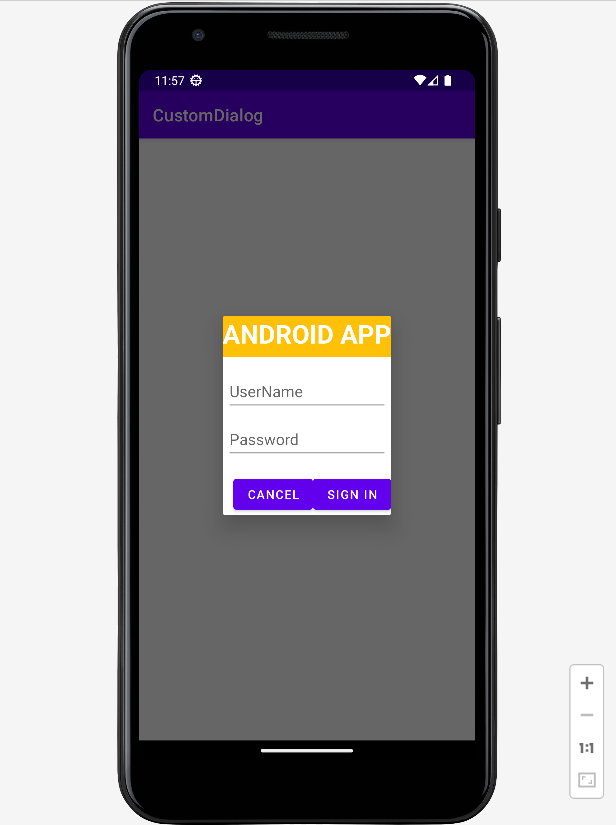 11:57
CustomDialog
ANDROID APP
UserName
Password
CANCEL SIGN IN
1:1